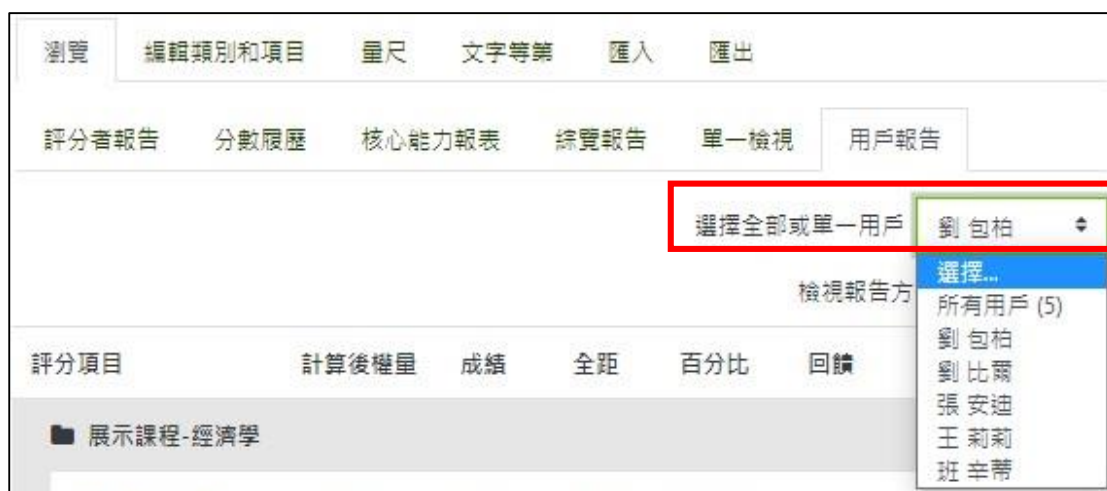 瀏覽 編輯類別和項目 量尺 文字等第 匯入 匯出
評分者報告 分數履歷 核心能力報表 綜覽報告 單一檢視 用戶報告
選擇全部或單一用戶 劉 包柏
選擇...
檢視報告方
所有用戶 (5)
劉 包柏
評分項目 計算後權量 成績 全距 百分比 回饋
劉 比爾
張 安迪
展示課程-經濟學
王 莉莉
班 辛蒂